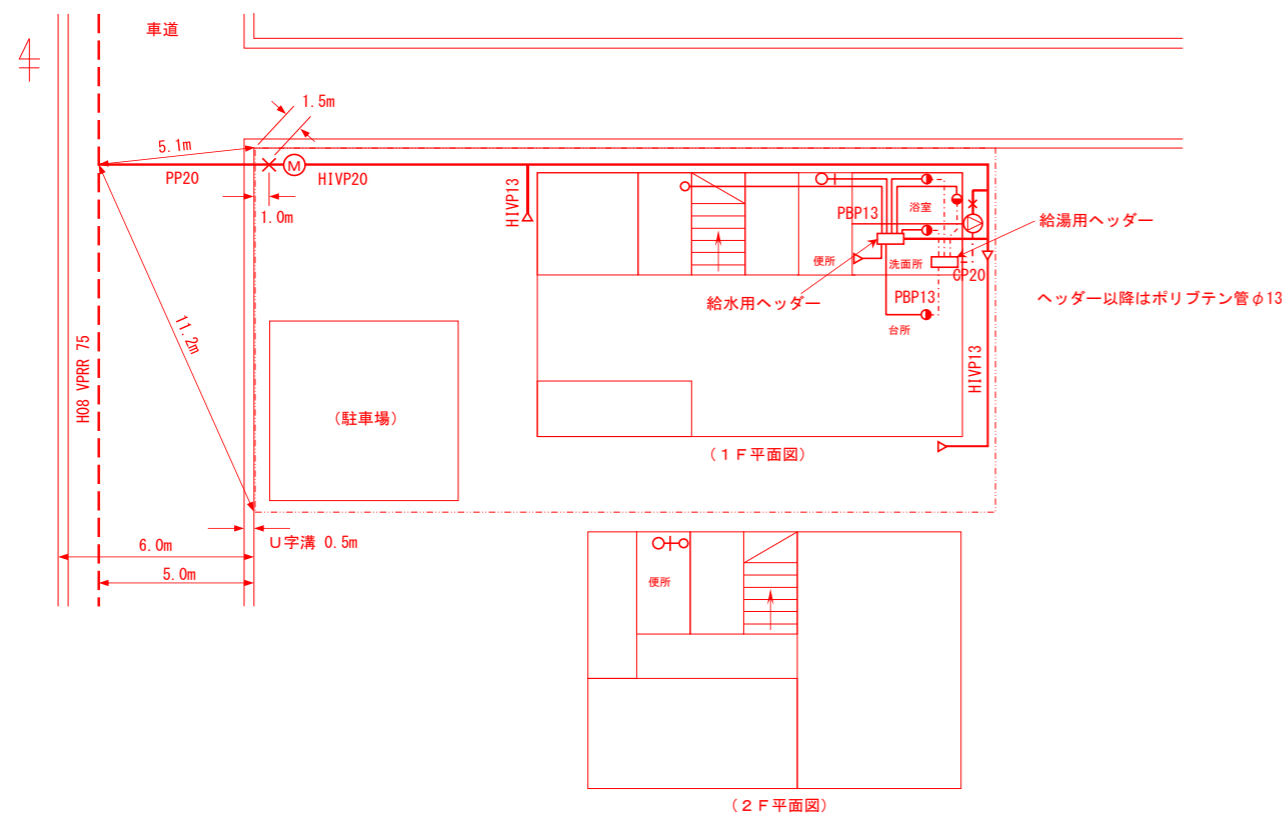 車道
1.5m
5.1m
PP20
M
HIVP20
1.0m
HIVP13
PBP13
浴室
給湯用ヘッダー
便所
洗面所
CP20
給水用ヘッダー
PBP13
ヘッダー以降はポリブテン管φ13
台所
H08 VPRR 75
11.2m
HIVP13
(駐車場)
(1F平面図)
U字溝 0.5m
6.0m
5.0m
便所
(2F平面図)